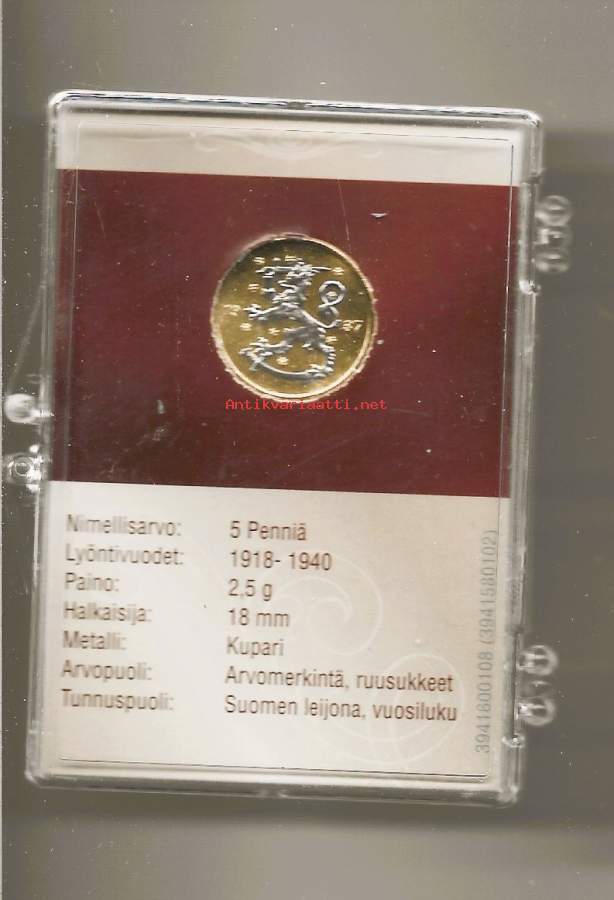 Antikvariaatti.net
Nimellisarvo: 5 Penniä
Lyöntivuodet: 1918- 1940
Paino: 2,5 g
Halkaisija: 18 mm
Metalli: Kupari
Arvopuoli: Arvomerkintä, ruusukkeet
Tunnuspuoli: Suomen leijona, vuosiluku
3941800108 (3941580102)